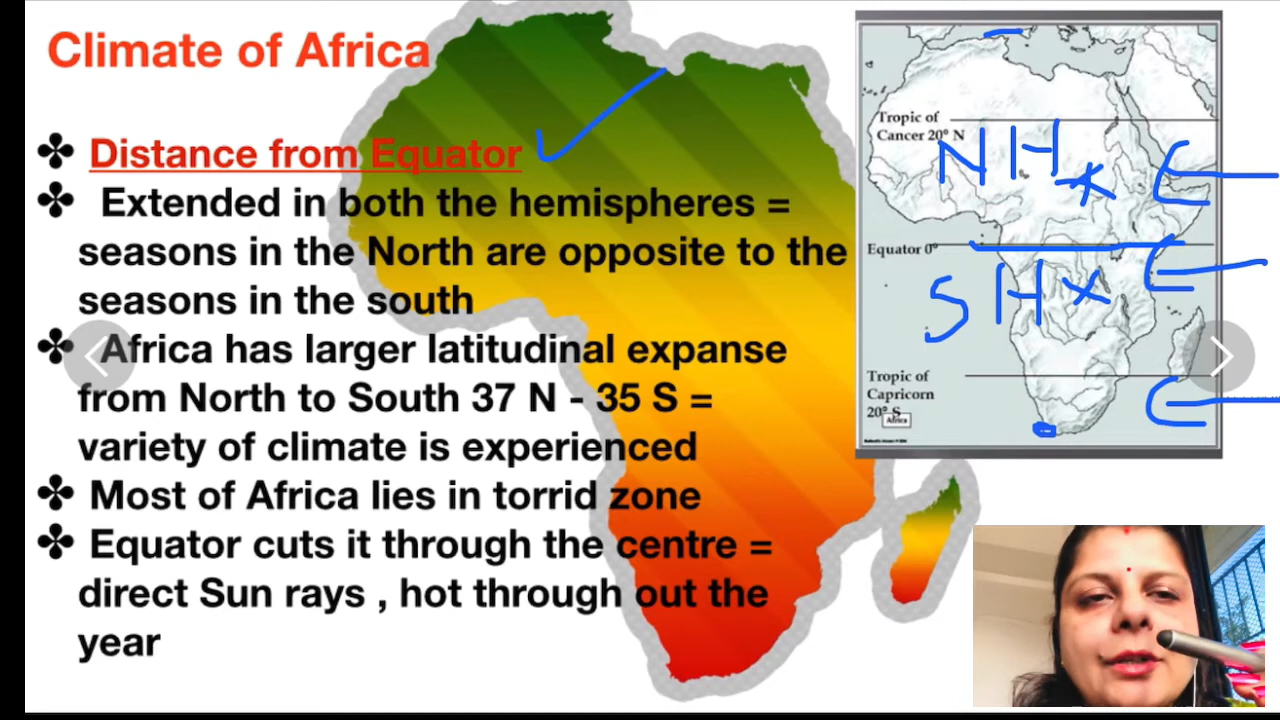 Climate of Africa
Distance from Equator
Extended in both the hemispheres =
seasons in the North are opposite to the
seasons in the south
Africa has larger latitudinal expanse
from North to South 37 N - 35 S =
variety of climate is experienced
Most of Africa lies in torrid zone
Equator cuts it through the centre =
direct Sun rays , hot through out the
year
Tropic of
Cancer 20° N
NH
Equator 0°
SH
Tropic of
Capricorn
20° S
Africa